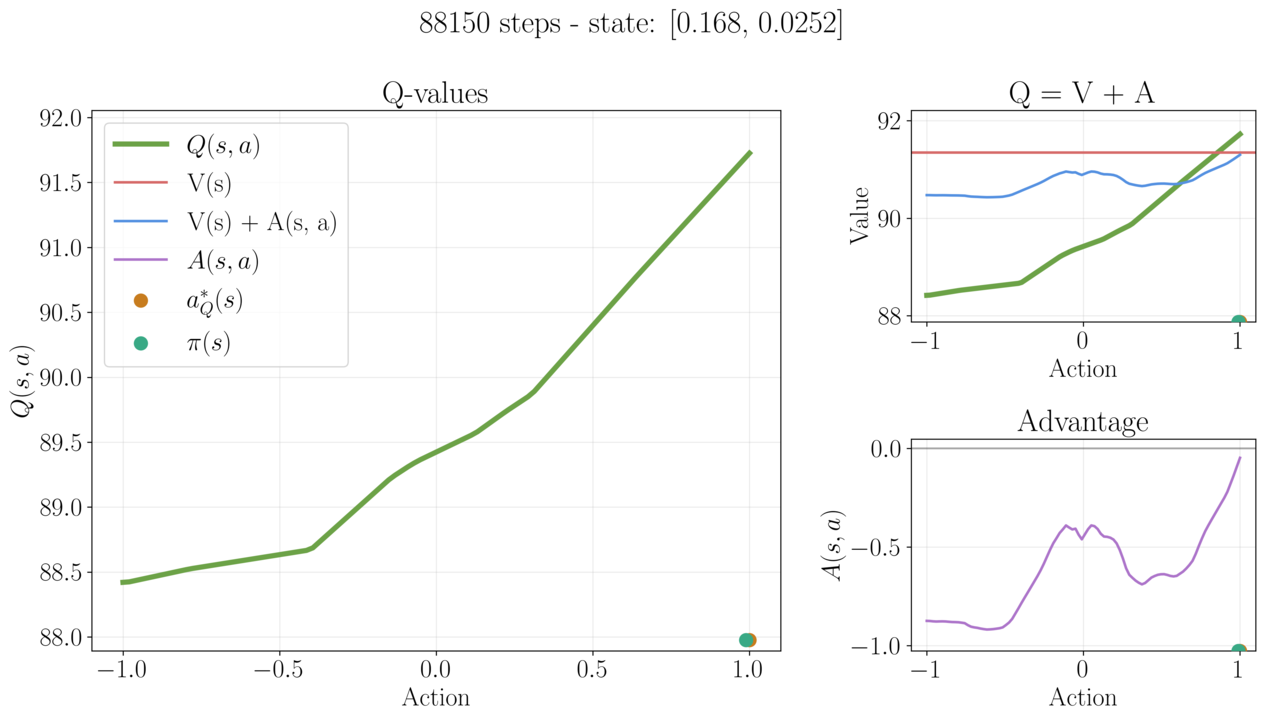 88150 steps - state: [0.168, 0.0252]
Q-values
92.0
91.5
91.0
90.5
90.0
89.5
89.0
88.5
88.0
Q(s, a)
Q(s, a)
V(s)
V(s) + A(s, a)
A(s, a)
a*_Q(s)
π(s)
−1.0
−0.5
0.0
0.5
1.0
Action
Q = V + A
92
90
88
Value
−1
0
1
Action
Advantage
0.0
−0.5
−1.0
A(s, a)
−1
0
1
Action